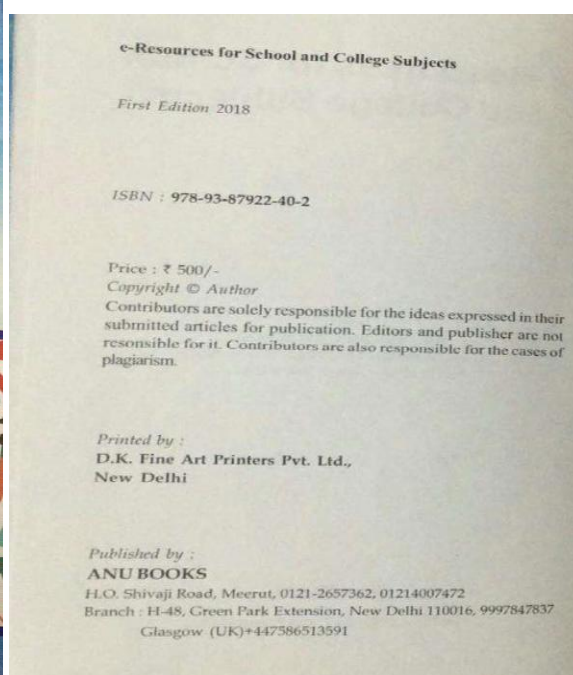 e-Resources for School and College Subjects
First Edition 2018
ISBN : 978-93-87922-40-2
Price : ₹ 500/-
Copyright © Author
Contributors are solely responsible for the ideas expressed in their
submitted articles for publication. Editors and publisher are not
resonsible for it. Contributors are also responsible for the cases of
plagiarism.
Printed by :
D.K. Fine Art Printers Pvt. Ltd.,
New Delhi
Published by :
ANU BOOKS
H.O. Shivaji Road, Meerut, 0121-2657362, 01214007472
Branch : H-48, Green Park Extension, New Delhi 110016, 9997847837
Glasgow (UK)+447586513591